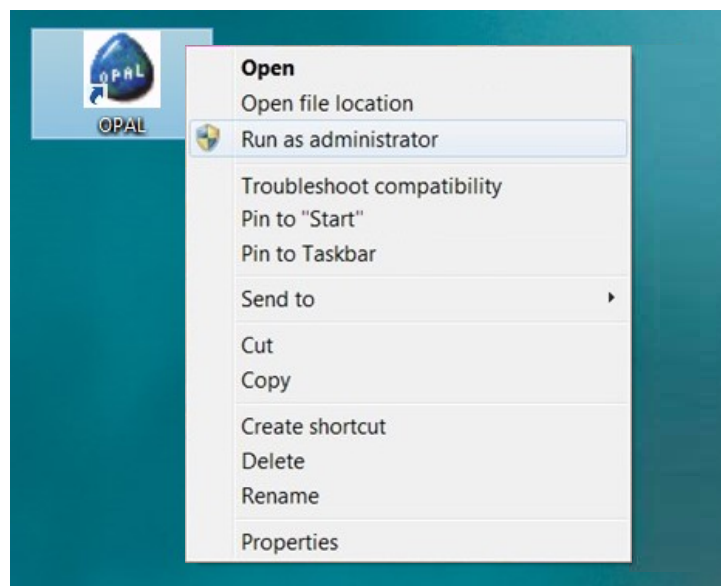 OPAL
OPAL
Open
Open file location
Run as administrator
Troubleshoot compatibility
Pin to "Start"
Pin to Taskbar
Send to
Cut
Copy
Create shortcut
Delete
Rename
Properties